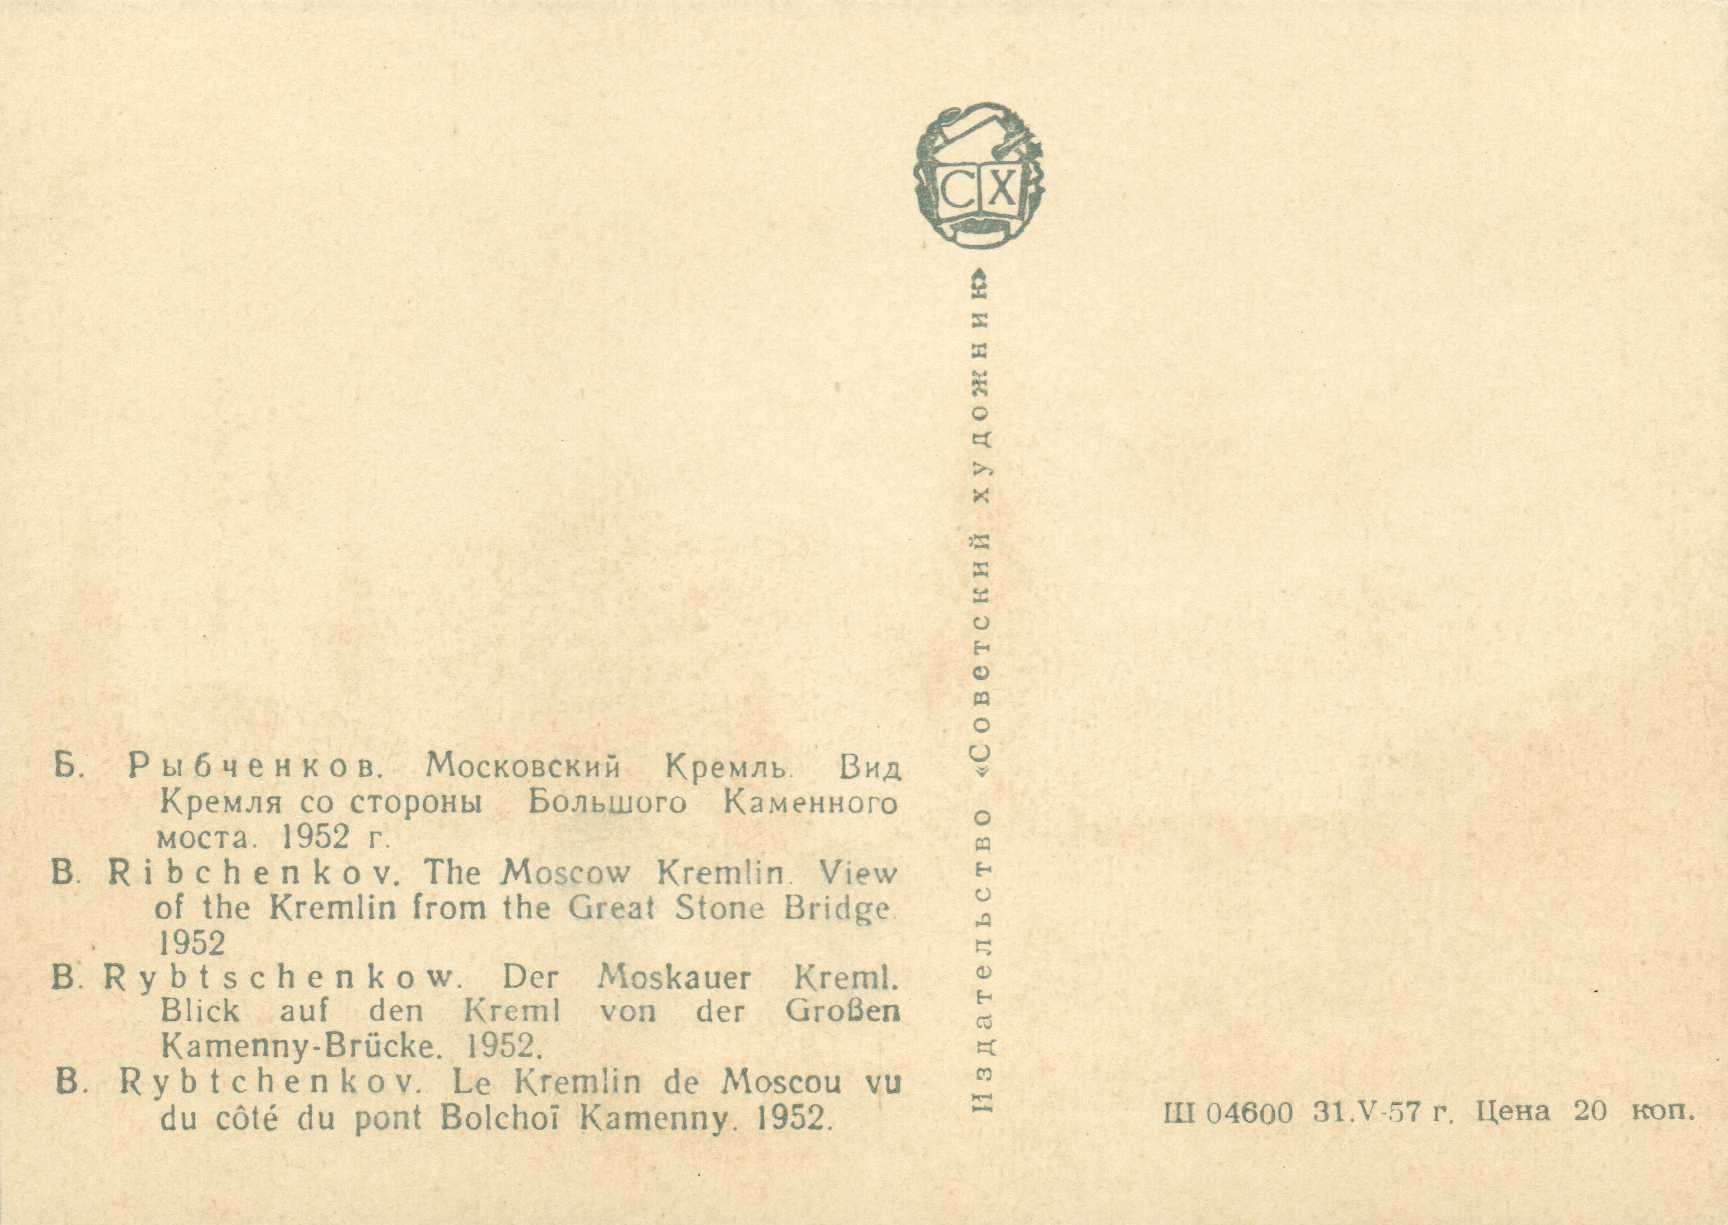 СХ
Издательство «Советский художник»
Б. Рыбченков. Московский Кремль. Вид
Кремля со стороны Большого Каменного
моста. 1952 г.
B. Ribchenkov. The Moscow Kremlin. View
of the Kremlin from the Great Stone Bridge.
1952
B. Rybtschenkow. Der Moskauer Kreml.
Blick auf den Kreml von der Großen
Kamenny-Brücke. 1952.
B. Rybtchenkov. Le Kremlin de Moscou vu
du côté du pont Bolchoï Kamenny. 1952.
Ш 04600 31.V-57 г. Цена 20 коп.